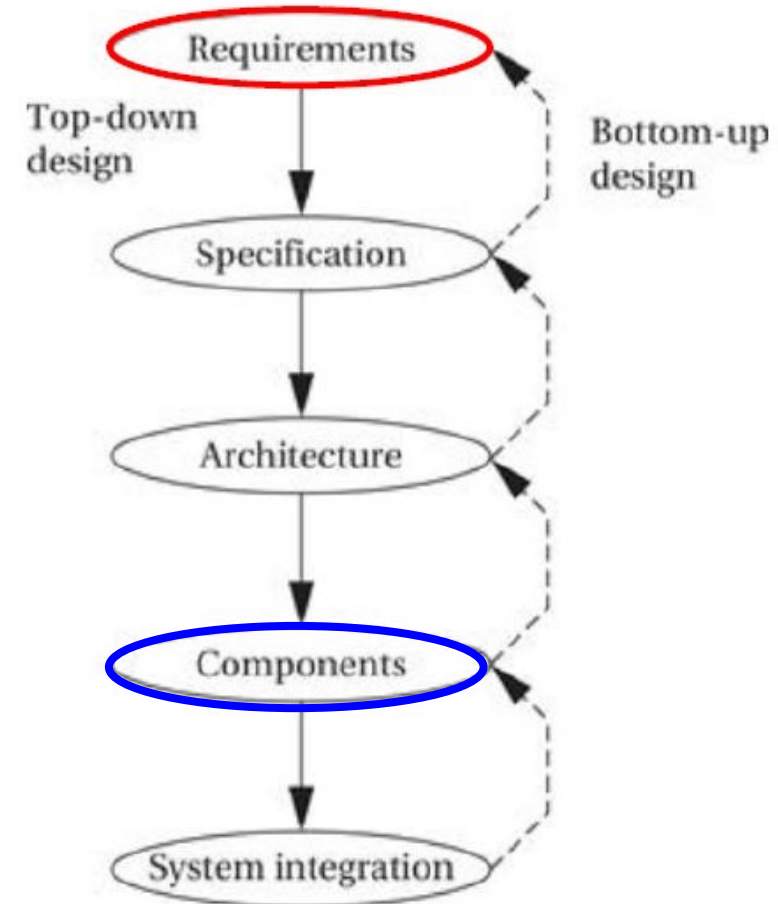 Requirements
Top-down
design
Bottom-up
design
Specification
Architecture
Components
System integration